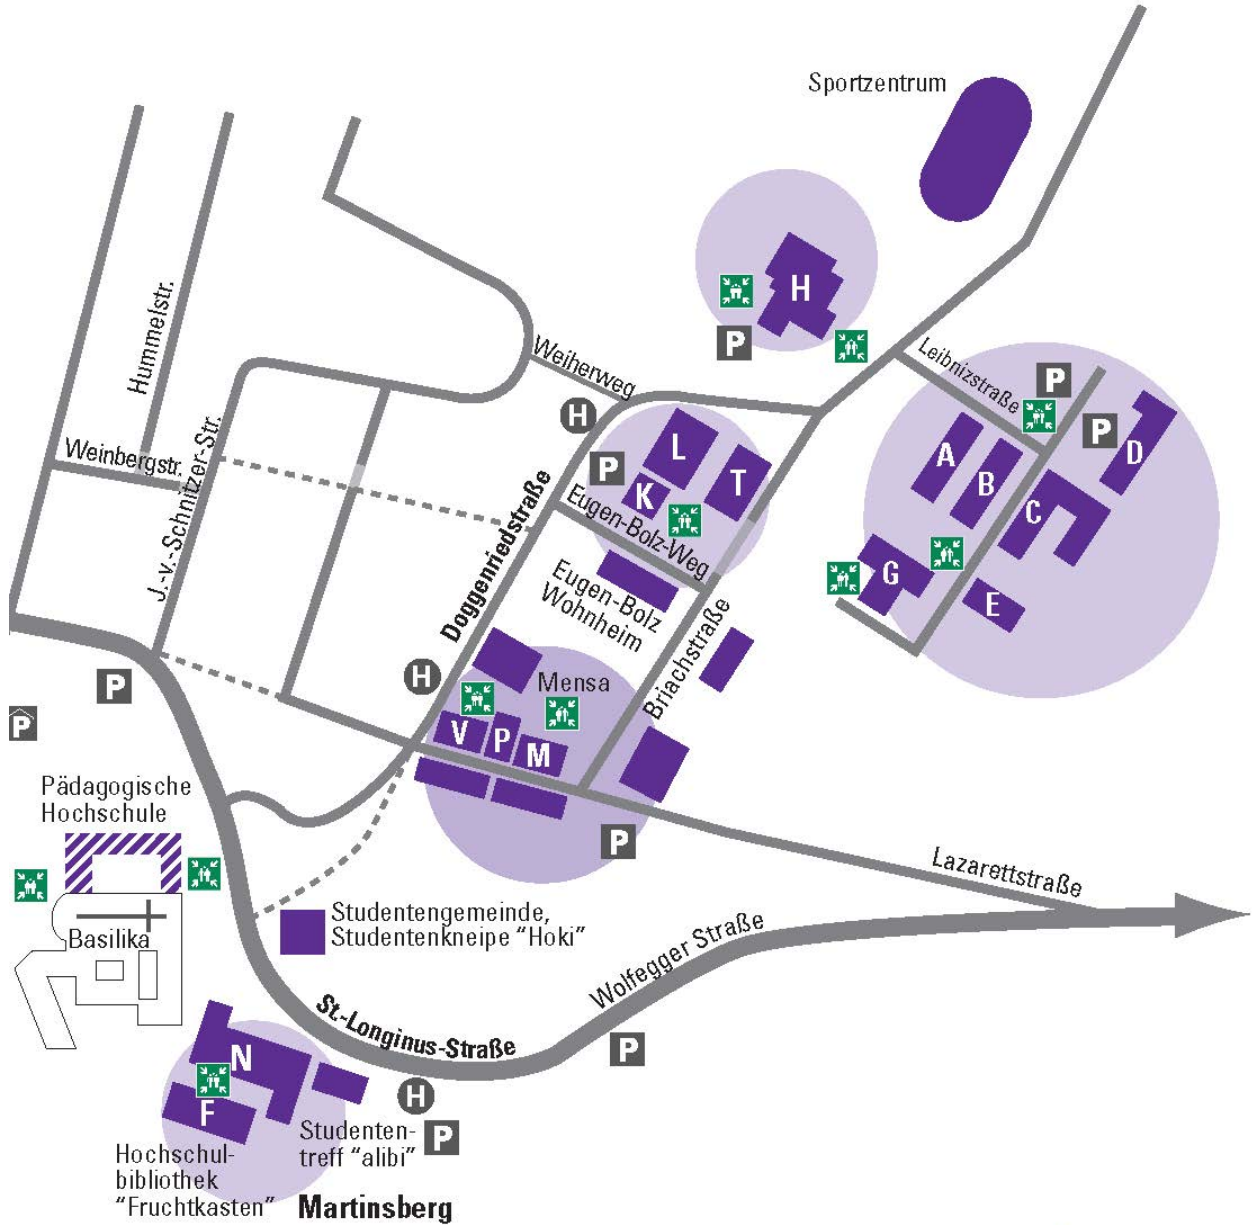 Sportzentrum
Hummelstr.
H
P
Weiherweg
Leibnizstraße
P
H
P
D
L
A
P
T
B
Weinbergstr.
J.-v.-Schnitzer-Str.
K
C
Doggenriedstraße
Eugen-Bolz-Weg
G
Eugen-Bolz
Wohnheim
E
Briachstraße
H
P
Mensa
P
V
P
M
Pädagogische
Hochschule
P
Lazarettstraße
Studentengemeinde,
Studentenkneipe “Hoki”
Basilika
Wolfegger Straße
St.-Longinus-Straße
P
N
H
F
Studenten-
treff “alibi”
P
Hochschul-
bibliothek
“Fruchtkasten”
Martinsberg